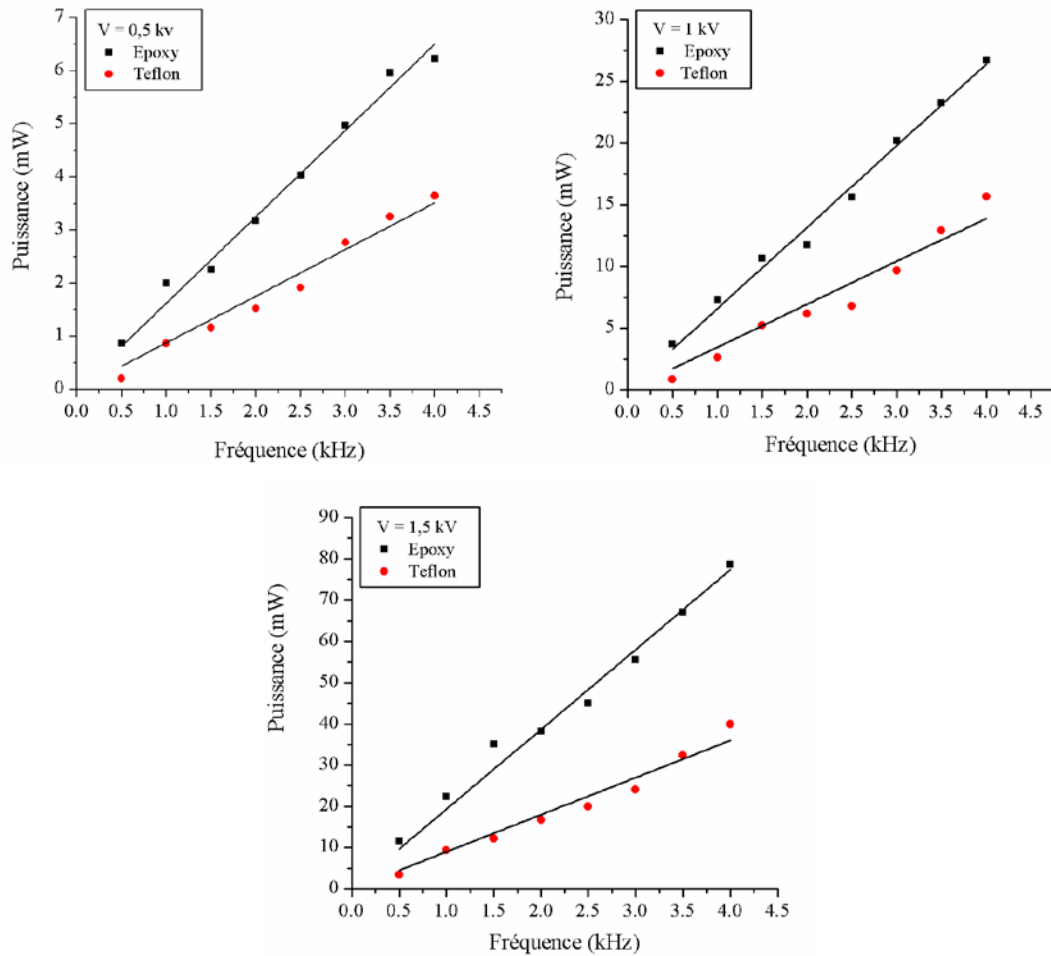 7
6
5
4
3
2
1
0
Puissance (mW)
V = 0,5 kv
Epoxy
Teflon
0.0 0.5 1.0 1.5 2.0 2.5 3.0 3.5 4.0 4.5
Fréquence (kHz)
30
25
20
15
10
5
0
Puissance (mW)
V = 1 kV
Epoxy
Teflon
0.0 0.5 1.0 1.5 2.0 2.5 3.0 3.5 4.0 4.5
Fréquence (kHz)
90
80
70
60
50
40
30
20
10
0
Puissance (mW)
V = 1,5 kV
Epoxy
Teflon
0.0 0.5 1.0 1.5 2.0 2.5 3.0 3.5 4.0 4.5
Fréquence (kHz)